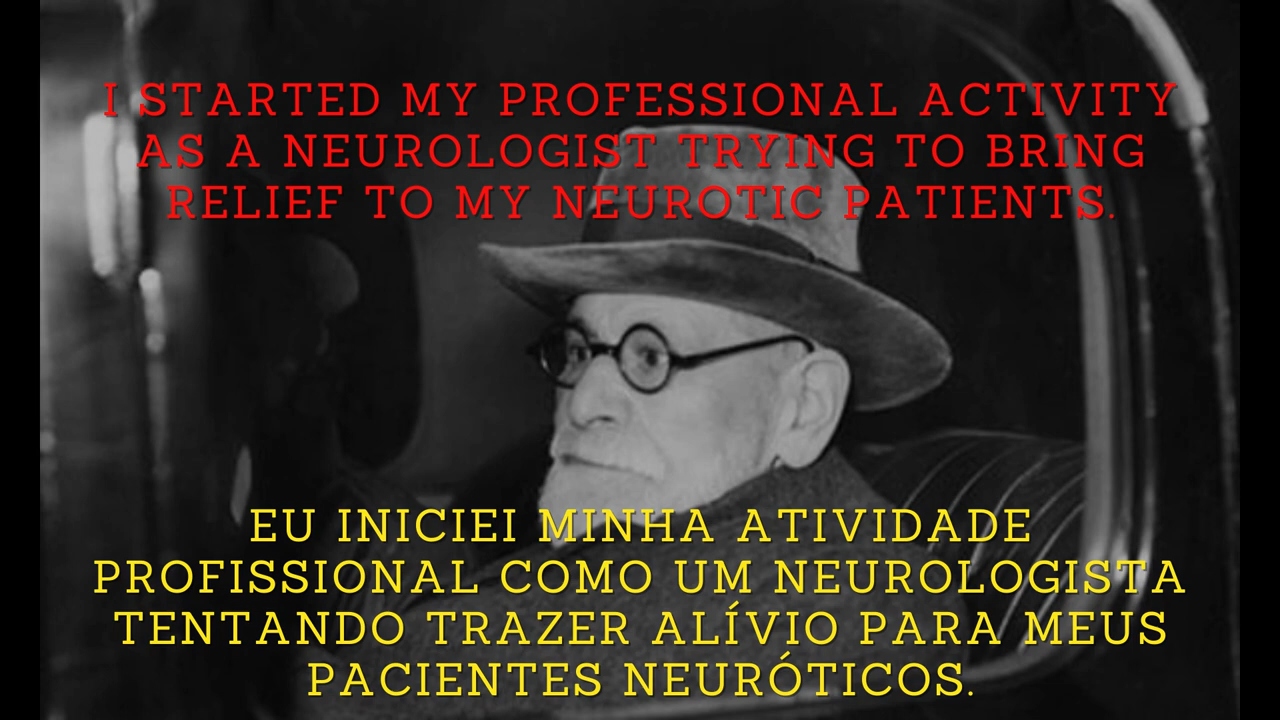 I STARTED MY PROFESSIONAL ACTIVITY
AS A NEUROLOGIST TRYING TO BRING
RELIEF TO MY NEUROTIC PATIENTS.
EU INICIEI MINHA ATIVIDADE
PROFISSIONAL COMO UM NEUROLOGISTA
TENTANDO TRAZER ALÍVIO PARA MEUS
PACIENTES NEURÓTICOS.